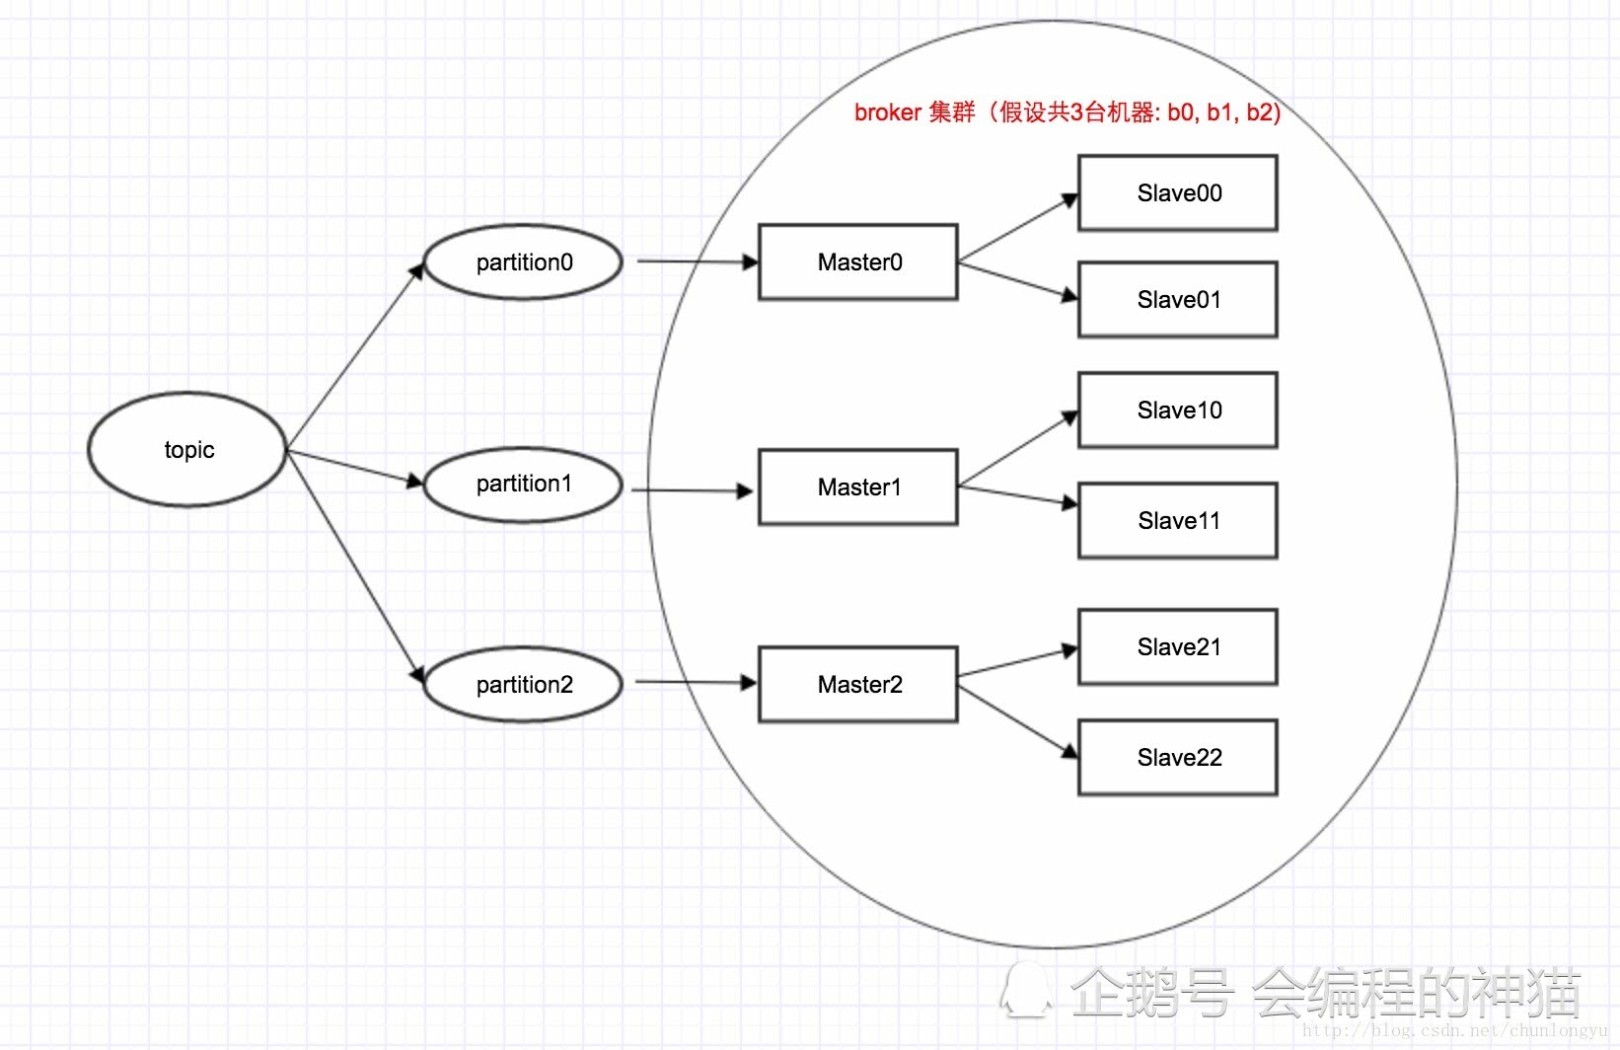 broker 集群（假设共3台机器: b0, b1, b2)
Slave00
partition0
Master0
Slave01
Slave10
topic
partition1
Master1
Slave11
Slave21
partition2
Master2
Slave22
企鹅号 会编程的神猫
http://blog.csdn.net/chunlongyu